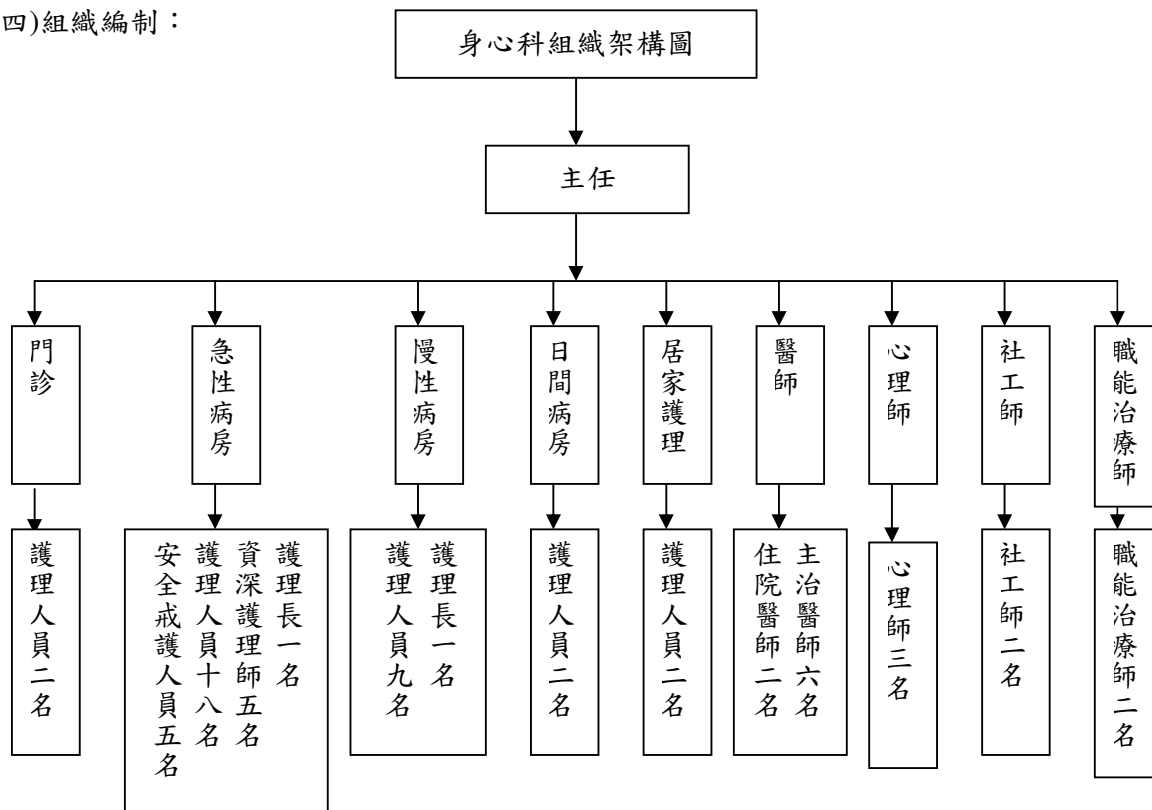 四)組織編制：
身心科組織架構圖
主任
門診
急性病房
慢性病房
日間病房
居家護理
醫師
心理師
社工師
職能治療師
護理人員二名
護理長一名
資深護理師五名
護理人員十八名
安全戒護人員五名
護理長一名
護理人員九名
護理人員二名
護理人員二名
主治醫師六名
住院醫師二名
心理師三名
社工師二名
職能治療師二名